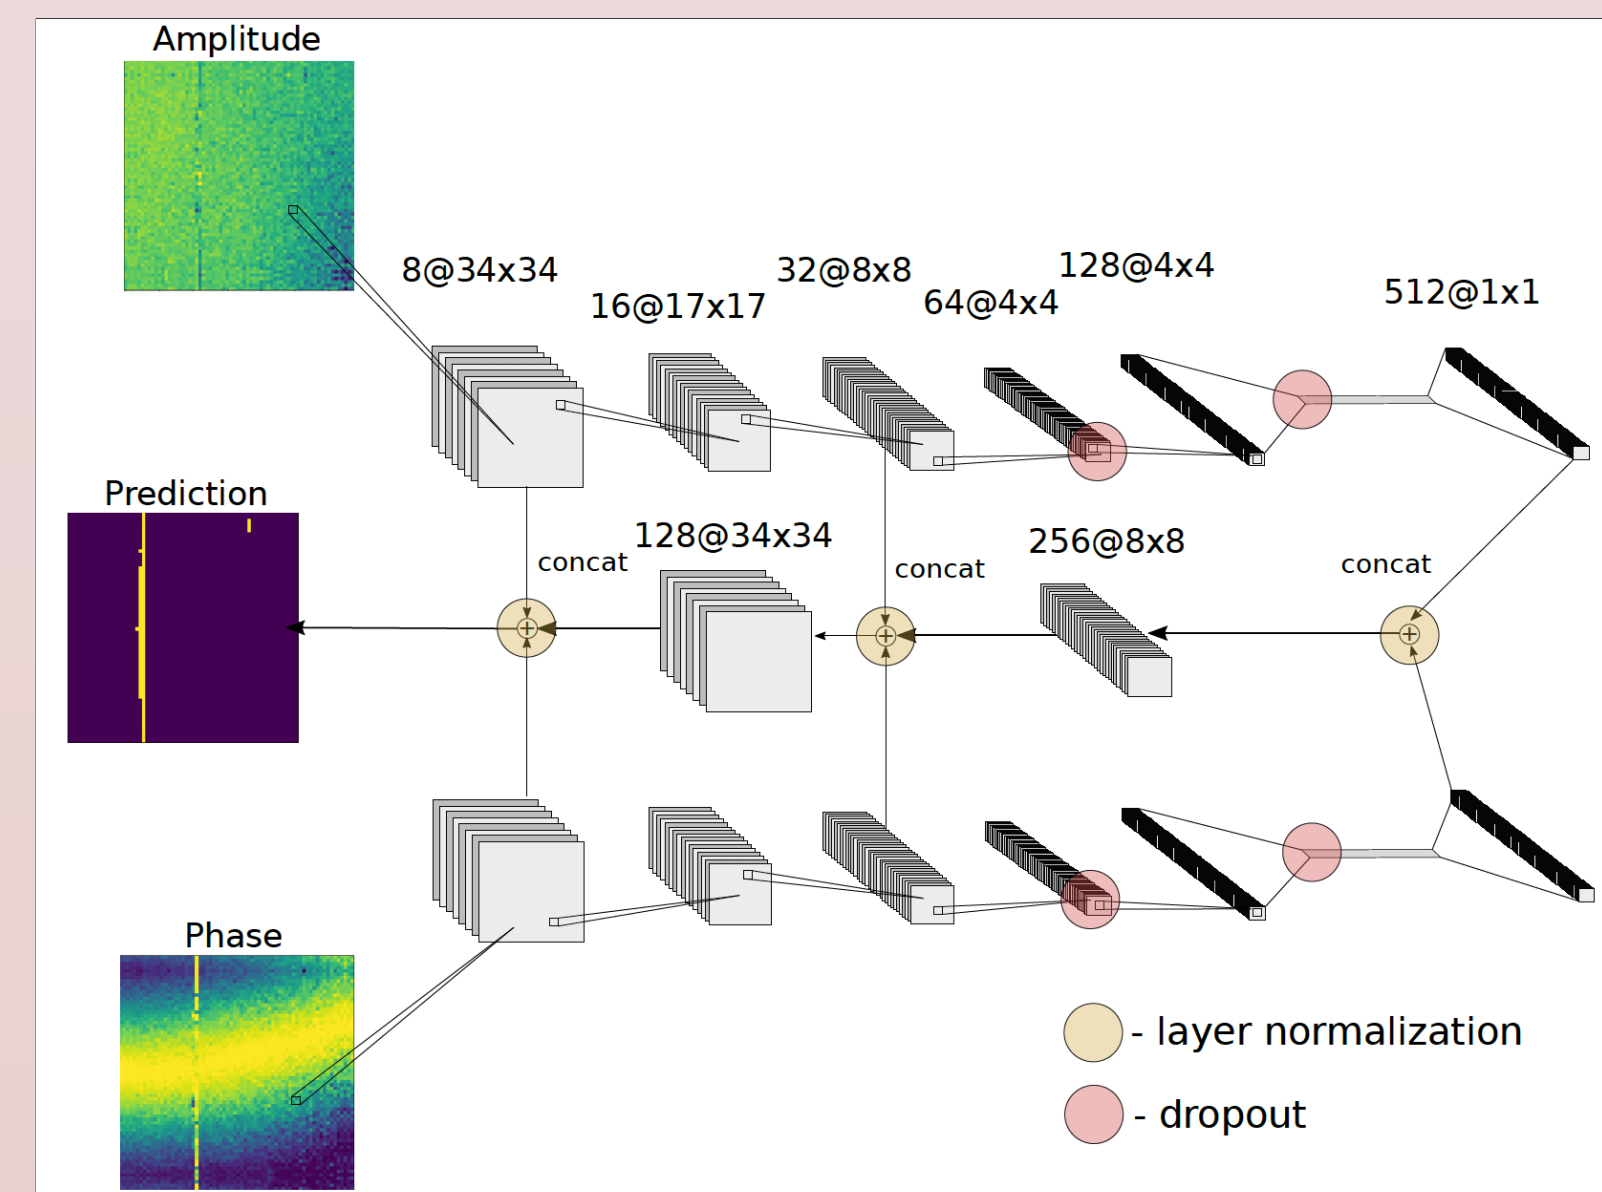 Amplitude
8@34x34
16@17x17
32@8x8
64@4x4
128@4x4
512@1x1
Prediction
concat
128@34x34
concat
256@8x8
concat
Phase
- layer normalization
- dropout